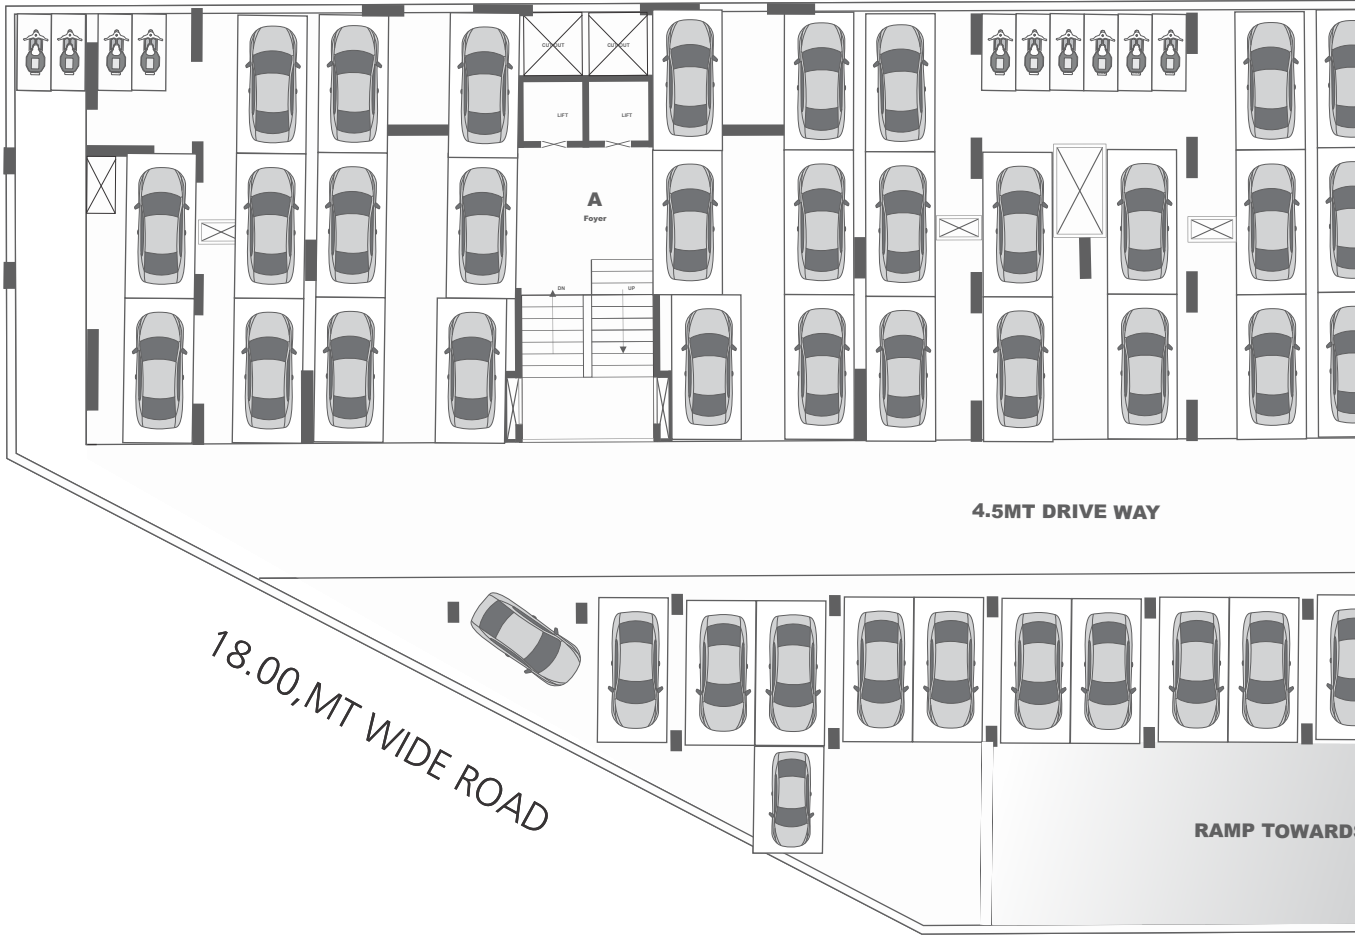 CUTOUT
CUTOUT
LIFT
LIFT
A
Foyer
DN
UP
4.5MT DRIVE WAY
18.00,MT WIDE ROAD
RAMP TOWARDS